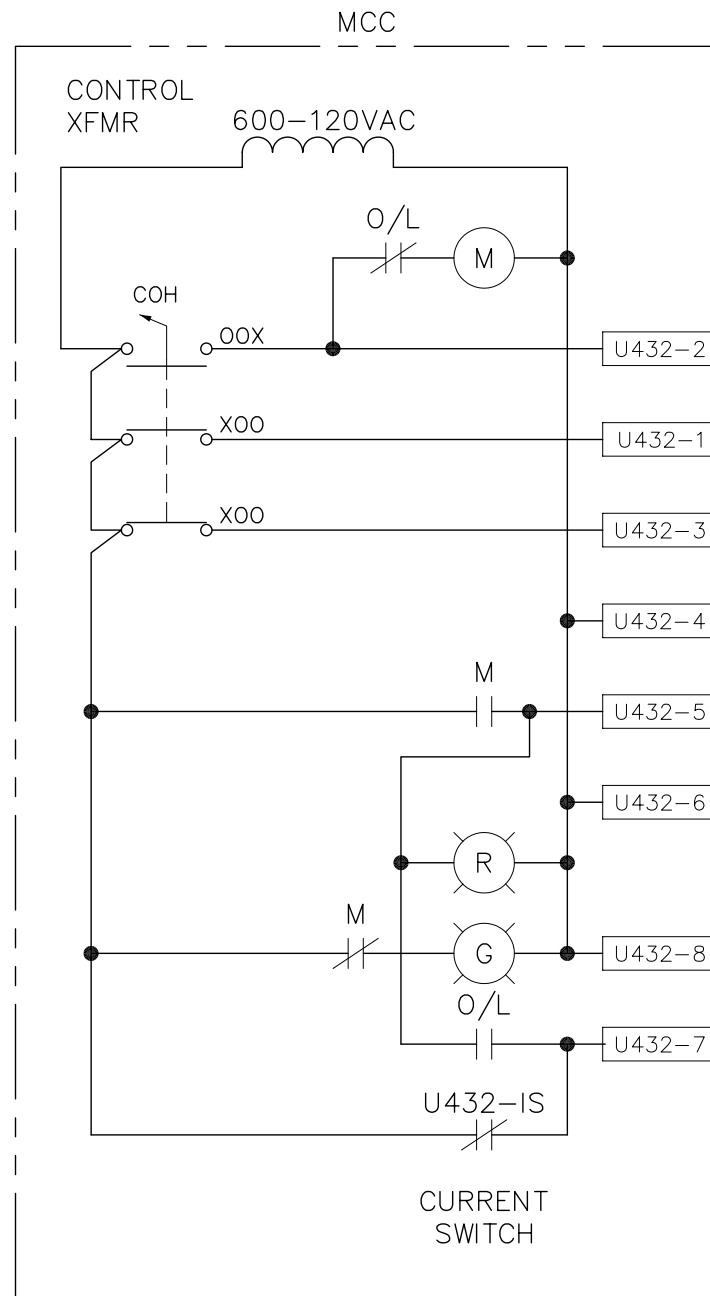 MCC
CONTROL
XFMR
600-120VAC
O/L
M
COH
OOX
U432-2
XOO
U432-1
XOO
U432-3
U432-4
M
U432-5
U432-6
R
M
G
U432-8
O/L
U432-7
U432-IS
CURRENT
SWITCH